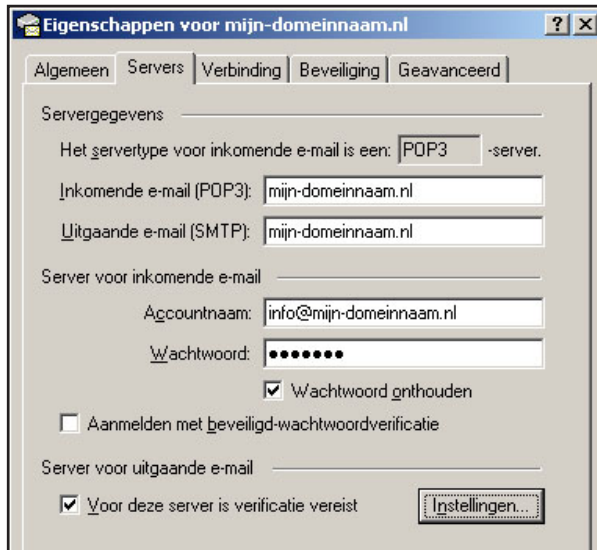 Eigenschappen voor mijn-domeinnaam.nl
Algemeen Servers Verbinding Beveiliging Geavanceerd
Servergegevens
Het servertype voor inkomende e-mail is een: POP3 -server.
Inkomende e-mail (POP3): mijn-domeinnaam.nl
Uitgaande e-mail (SMTP): mijn-domeinnaam.nl
Server voor inkomende e-mail
Accountnaam: info@mijn-domeinnaam.nl
Wachtwoord: ●●●●●●●
Wachtwoord onthouden
Aanmelden met beveiligd-wachtwoordverificatie
Server voor uitgaande e-mail
Voor deze server is verificatie vereist Instellingen...